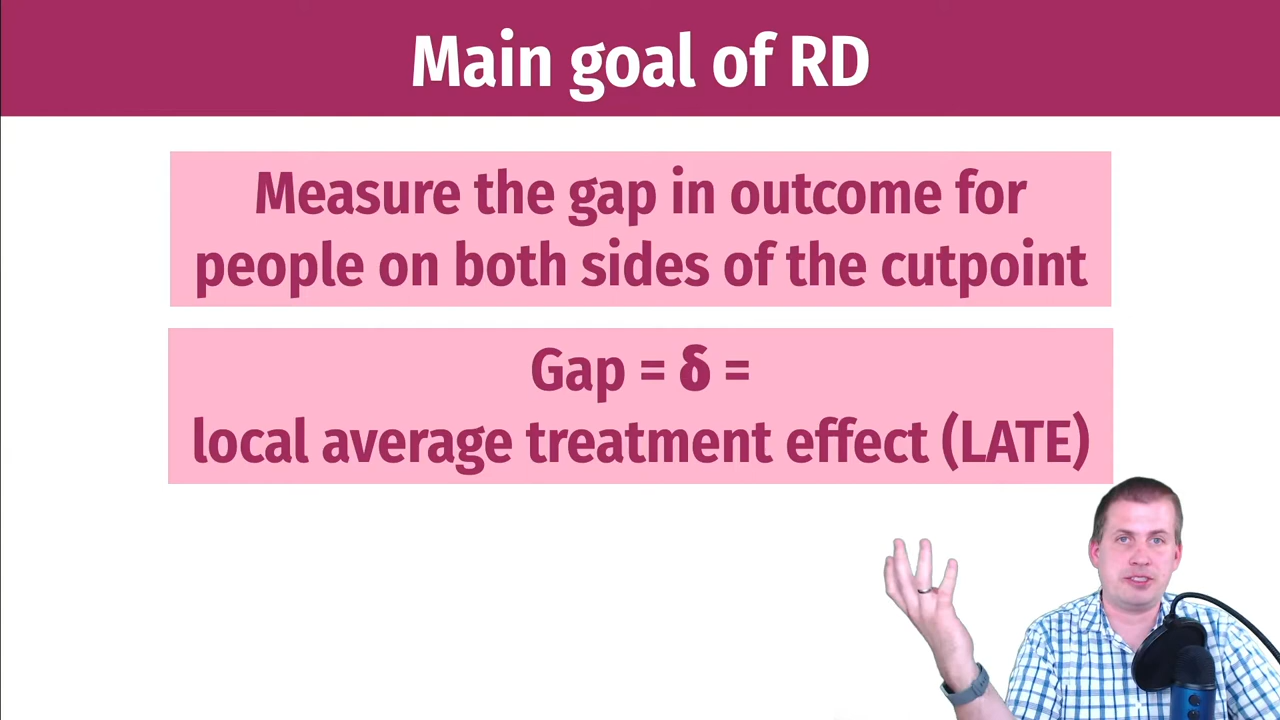 Main goal of RD
Measure the gap in outcome for
people on both sides of the cutpoint
Gap = δ =
local average treatment effect (LATE)